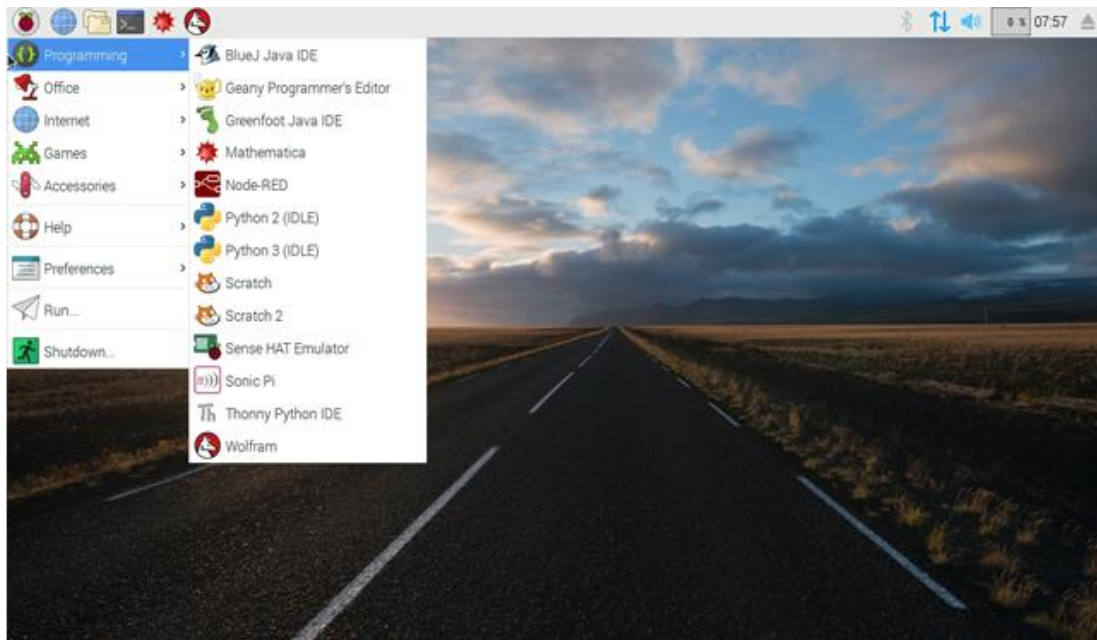 0 % 07:57
Programming
Office
Internet
Games
Accessories
Help
Preferences
Run...
Shutdown...
BlueJ Java IDE
Geany Programmer's Editor
Greenfoot Java IDE
Mathematica
Node-RED
Python 2 (IDLE)
Python 3 (IDLE)
Scratch
Scratch 2
Sense HAT Emulator
Sonic Pi
Th Thonny Python IDE
Wolfram